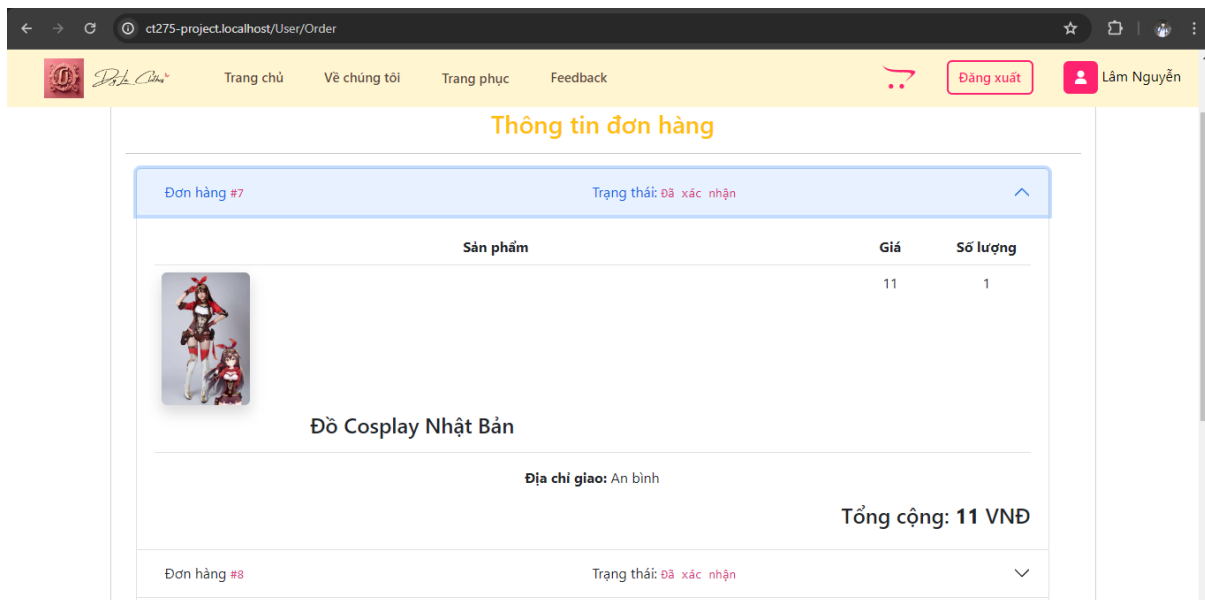 ct275-project.localhost/User/Order
Trang chủ Về chúng tôi Trang phục Feedback Đăng xuất Lâm Nguyễn
Thông tin đơn hàng
Đơn hàng #7 Trạng thái: Đã xác nhận
Sản phẩm Giá Số lượng
11 1
Đồ Cosplay Nhật Bản
Địa chỉ giao: An bình
Tổng cộng: 11 VNĐ
Đơn hàng #8 Trạng thái: Đã xác nhận